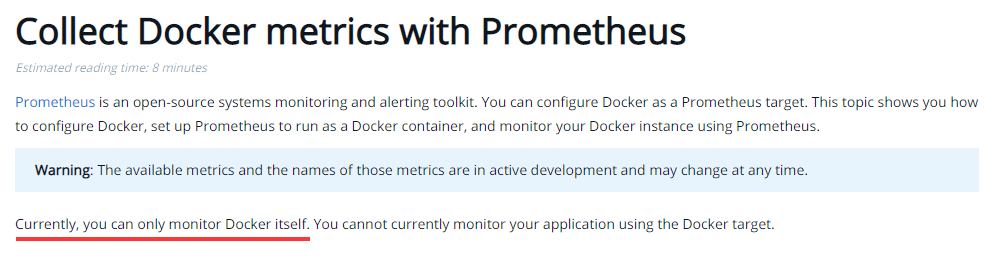 Collect Docker metrics with Prometheus
Estimated reading time: 8 minutes
Prometheus is an open-source systems monitoring and alerting toolkit. You can configure Docker as a Prometheus target. This topic shows you how
to configure Docker, set up Prometheus to run as a Docker container, and monitor your Docker instance using Prometheus.
Warning: The available metrics and the names of those metrics are in active development and may change at any time.
Currently, you can only monitor Docker itself. You cannot currently monitor your application using the Docker target.